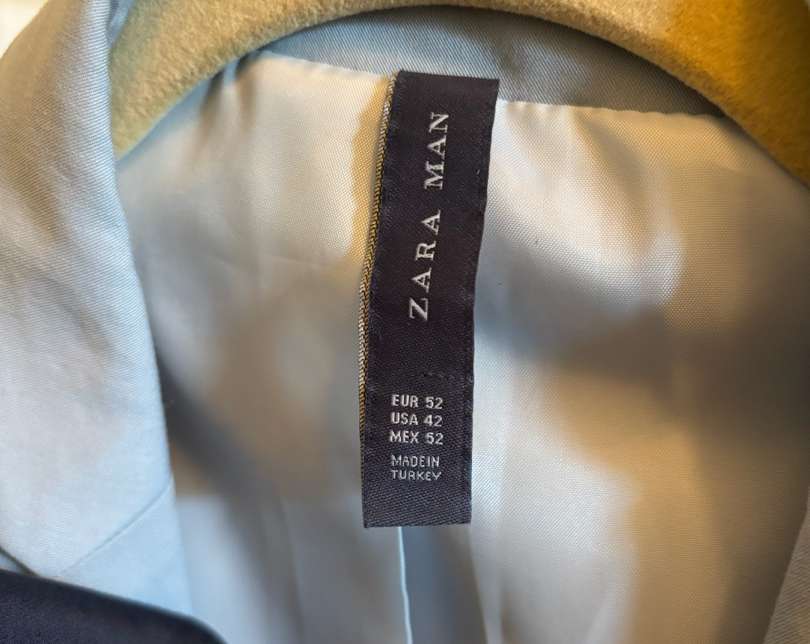 ZARA MAN
EUR 52
USA 42
MEX 52
MADE IN
TURKEY